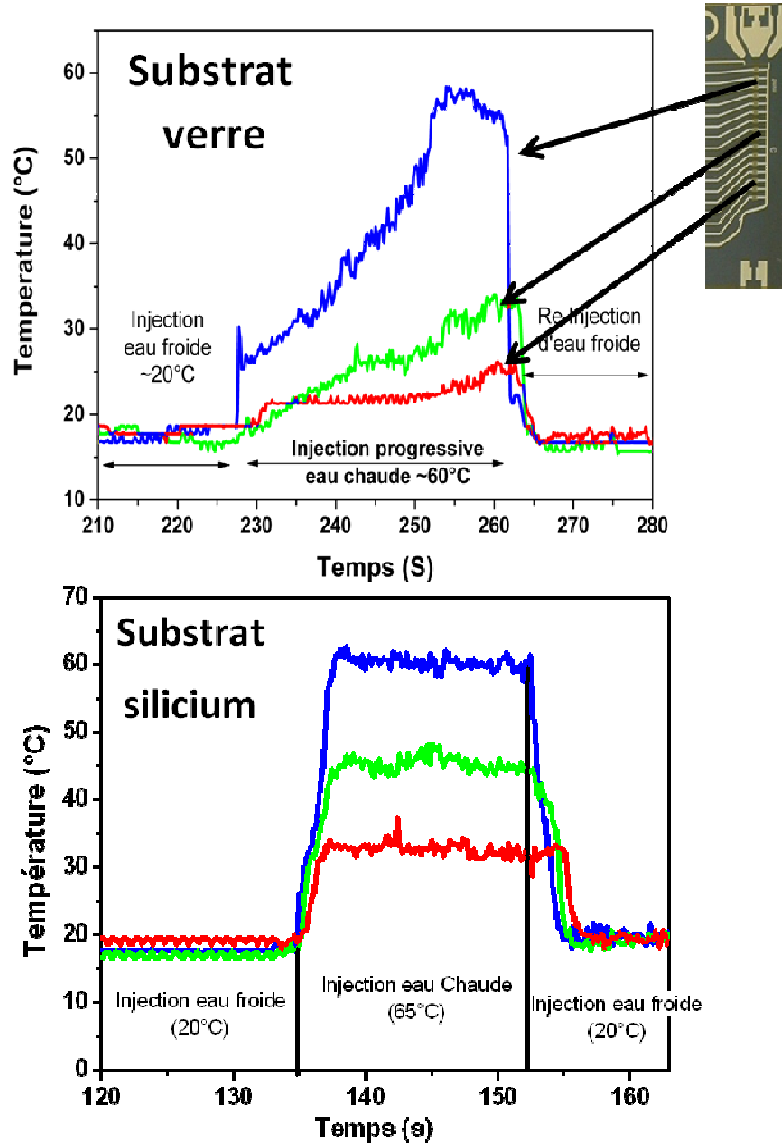 Substrat
verre
Temperature (°C)
60
50
40
30
20
10
Injection
eau froide
~20°C
Re-Injection
d'eau froide
Injection progressive
eau chaude ~60°C
210 220 230 240 250 260 270 280
Temps (S)
Substrat
silicium
Température (°C)
70
60
50
40
30
20
10
0
Injection eau froide
(20°C)
Injection eau Chaude
(65°C)
Injection eau froide
(20°C)
120 130 140 150 160
Temps (s)